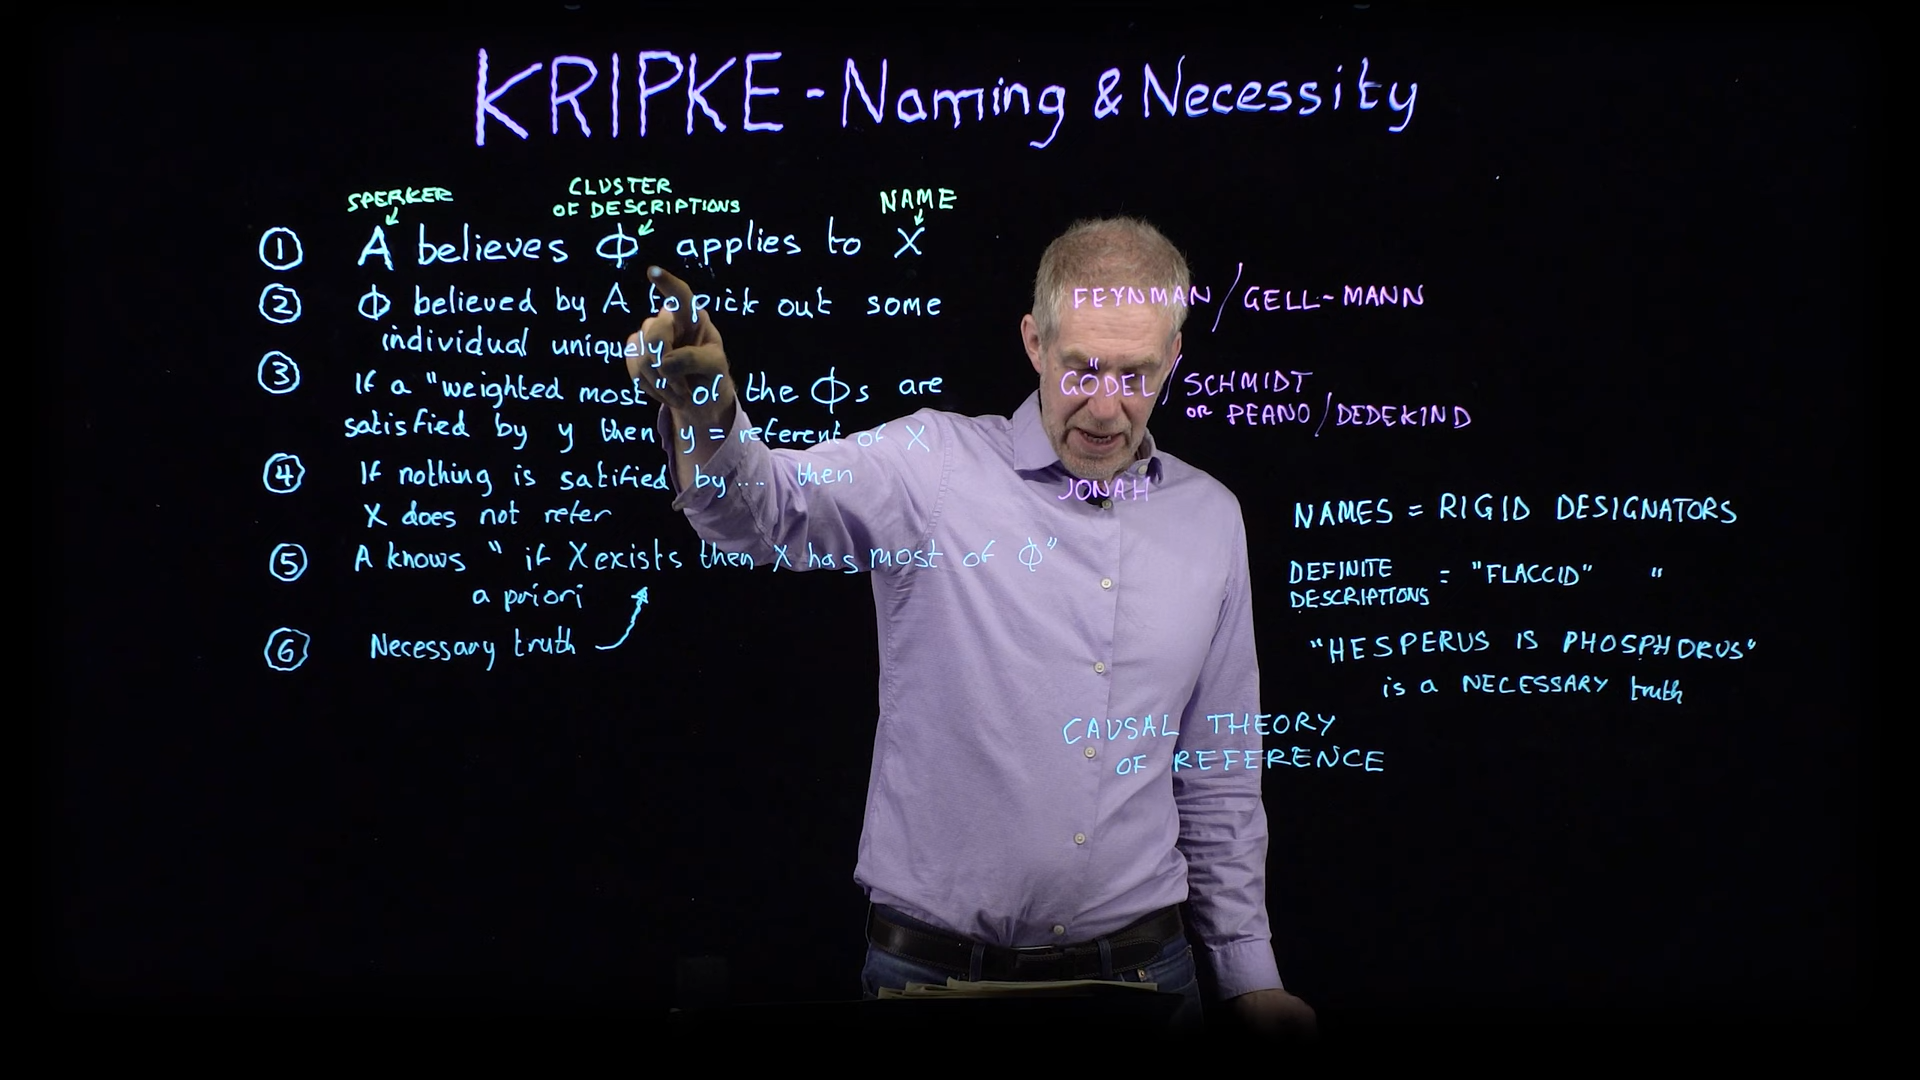 KRIPKE - Naming & Necessity
SPEAKER
CLUSTER
OF DESCRIPTIONS
NAME
① A believes Φ applies to X
② Φ believed by A to pick out some
individual uniquely
③ If a "weighted most" of the Φs are
satisfied by y then y = referent of X
④ If nothing is satified by ... then
X does not refer
⑤ A knows "if X exists then X has most of Φ"
a priori
⑥ Necessary truth
FEYNMAN / GELL-MANN
GÖDEL / SCHMIDT
OR PEANO / DEDEKIND
JONAH
NAMES = RIGID DESIGNATORS
DEFINITE
DESCRIPTIONS = "FLACCID" "
"HESPERUS IS PHOSPHORUS"
is a NECESSARY truth
CAUSAL THEORY
OF REFERENCE